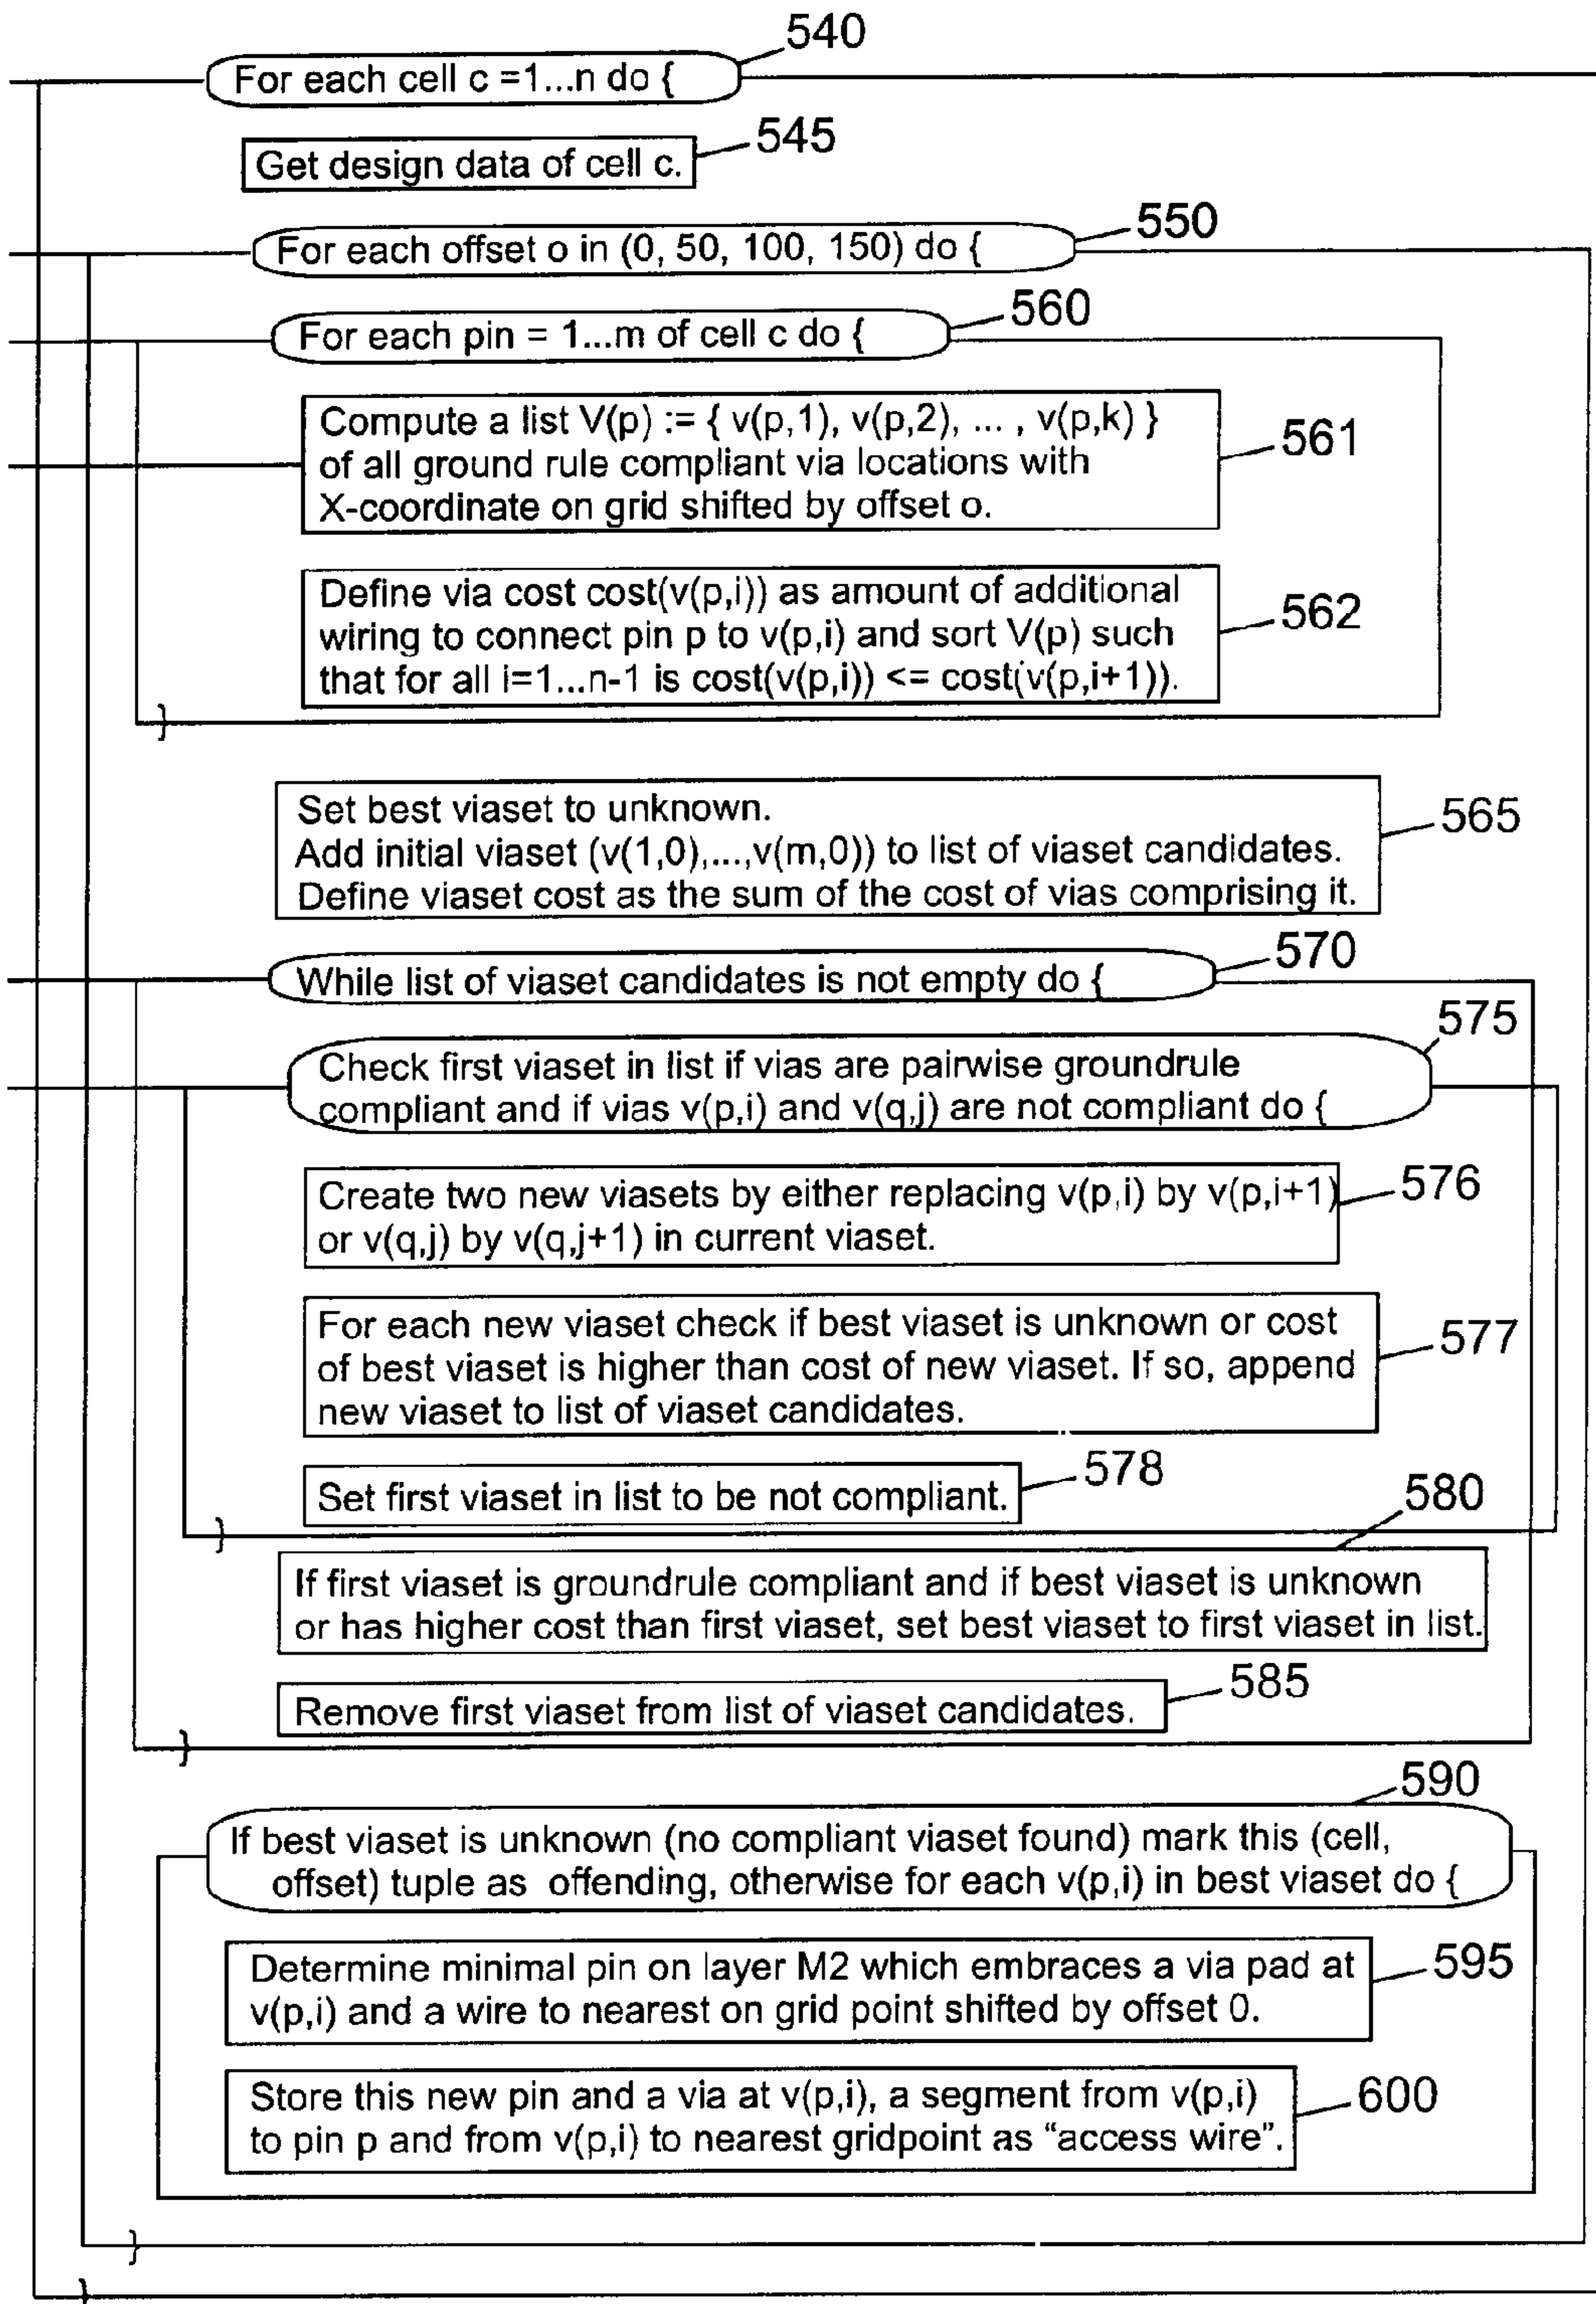 540
For each cell c =1...n do {
545
Get design data of cell c.
550
For each offset o in (0, 50, 100, 150) do {
560
For each pin = 1...m of cell c do {
Compute a list V(p) := { v(p,1), v(p,2), ... , v(p,k) }
of all ground rule compliant via locations with
X-coordinate on grid shifted by offset o.
561
Define via cost cost(v(p,i)) as amount of additional
wiring to connect pin p to v(p,i) and sort V(p) such
that for all i=1...n-1 is cost(v(p,i)) <= cost(v(p,i+1)).
562
}
Set best viaset to unknown.
Add initial viaset (v(1,0),...,v(m,0)) to list of viaset candidates.
Define viaset cost as the sum of the cost of vias comprising it.
565
570
While list of viaset candidates is not empty do {
575
Check first viaset in list if vias are pairwise groundrule
compliant and if vias v(p,i) and v(q,j) are not compliant do {
Create two new viasets by either replacing v(p,i) by v(p,i+1)
or v(q,j) by v(q,j+1) in current viaset.
576
For each new viaset check if best viaset is unknown or cost
of best viaset is higher than cost of new viaset. If so, append
new viaset to list of viaset candidates.
577
Set first viaset in list to be not compliant.
578
}
580
If first viaset is groundrule compliant and if best viaset is unknown
or has higher cost than first viaset, set best viaset to first viaset in list.
Remove first viaset from list of viaset candidates.
585
}
590
If best viaset is unknown (no compliant viaset found) mark this (cell,
offset) tuple as offending, otherwise for each v(p,i) in best viaset do {
Determine minimal pin on layer M2 which embraces a via pad at
v(p,i) and a wire to nearest on grid point shifted by offset 0.
595
Store this new pin and a via at v(p,i), a segment from v(p,i)
to pin p and from v(p,i) to nearest gridpoint as “access wire”.
600
}
}